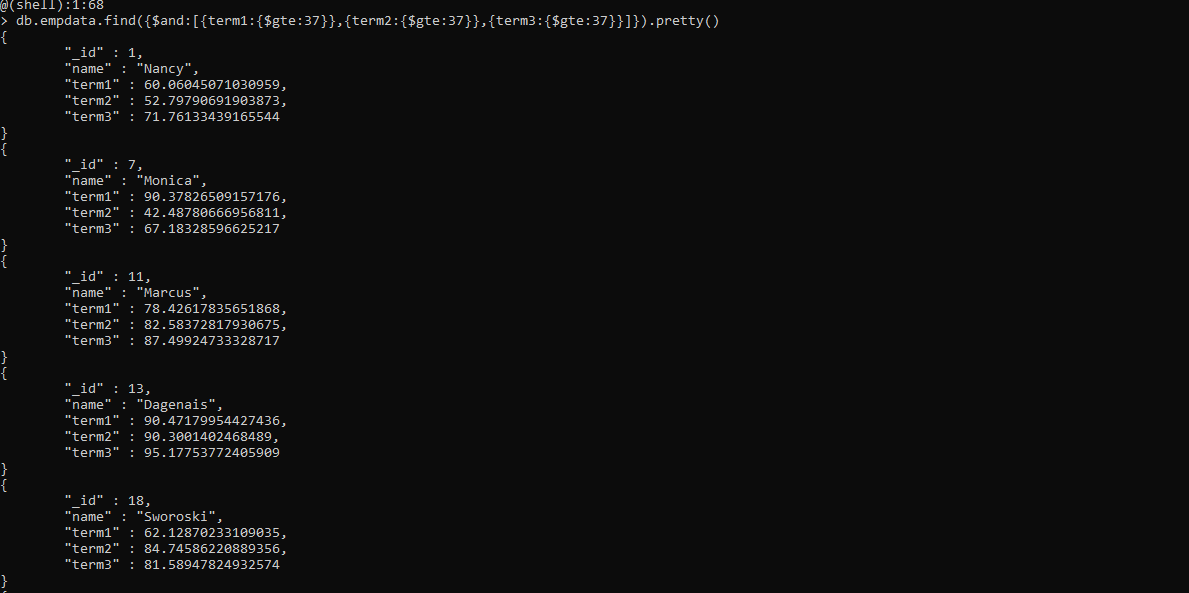 @(shell):1:68
> db.empdata.find({$and:[{term1:{$gte:37}},{term2:{$gte:37}},{term3:{$gte:37}}]}).pretty()
{
        "_id" : 1,
        "name" : "Nancy",
        "term1" : 60.06045071030959,
        "term2" : 52.79790691903873,
        "term3" : 71.76133439165544
}
{
        "_id" : 7,
        "name" : "Monica",
        "term1" : 90.37826509157176,
        "term2" : 42.48780666956811,
        "term3" : 67.18328596625217
}
{
        "_id" : 11,
        "name" : "Marcus",
        "term1" : 78.42617835651868,
        "term2" : 82.58372817930675,
        "term3" : 87.49924733328717
}
{
        "_id" : 13,
        "name" : "Dagenais",
        "term1" : 90.47179954427436,
        "term2" : 90.3001402468489,
        "term3" : 95.17753772405909
}
{
        "_id" : 18,
        "name" : "Sworoski",
        "term1" : 62.12870233109035,
        "term2" : 84.74586220889356,
        "term3" : 81.58947824932574
}